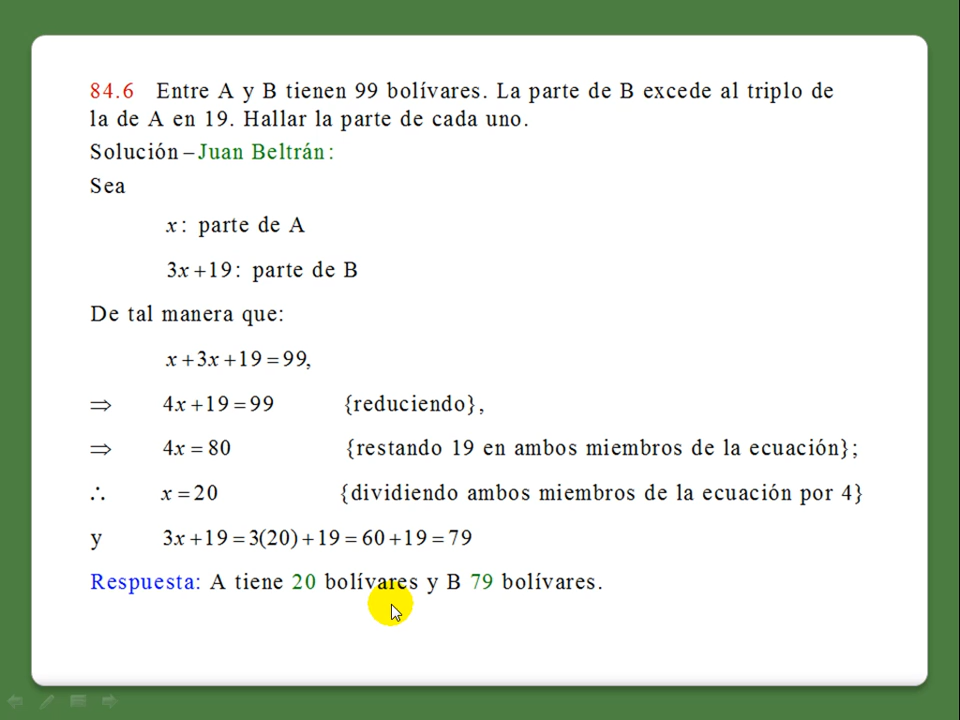 84.6 Entre A y B tienen 99 bolívares. La parte de B excede al triplo de
la de A en 19. Hallar la parte de cada uno.
Solución – Juan Beltrán:
Sea
x: parte de A
3x+19: parte de B
De tal manera que:
x+3x+19=99,
⇒ 4x+19=99 {reduciendo},
⇒ 4x=80 {restando 19 en ambos miembros de la ecuación};
∴ x=20 {dividiendo ambos miembros de la ecuación por 4}
y 3x+19=3(20)+19=60+19=79
Respuesta: A tiene 20 bolívares y B 79 bolívares.